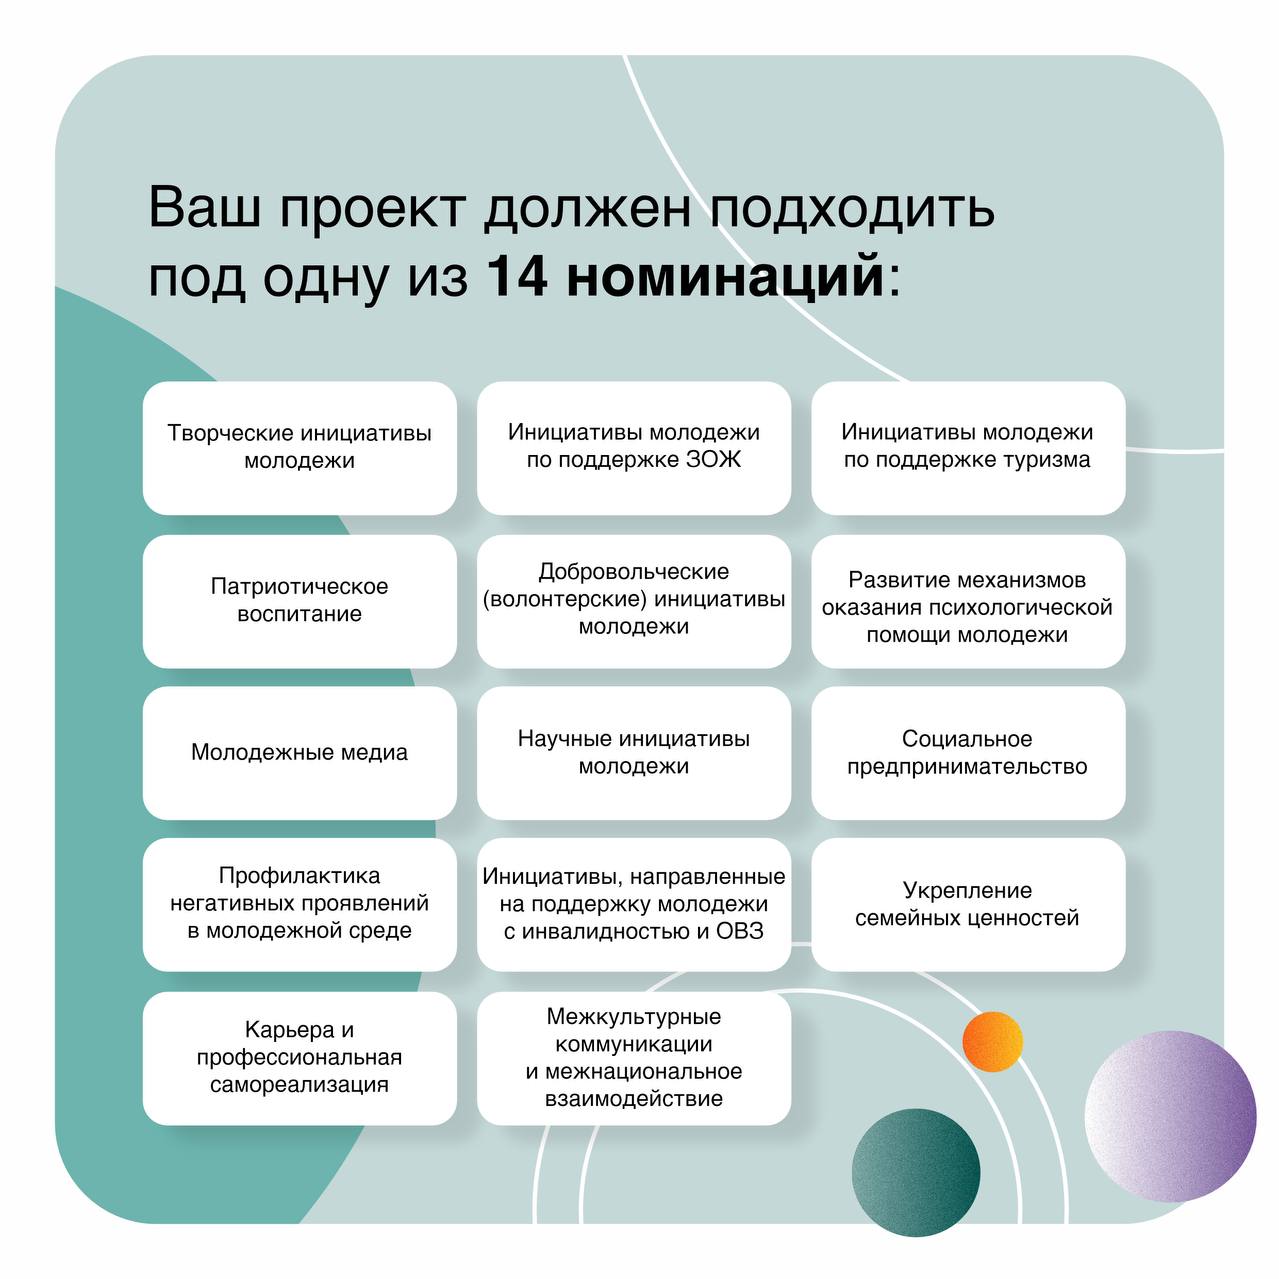 Ваш проект должен подходить
под одну из 14 номинаций:
Творческие инициативы
молодежи
Инициативы молодежи
по поддержке ЗОЖ
Инициативы молодежи
по поддержке туризма
Патриотическое
воспитание
Добровольческие
(волонтерские) инициативы
молодежи
Развитие механизмов
оказания психологической
помощи молодежи
Молодежные медиа
Научные инициативы
молодежи
Социальное
предпринимательство
Профилактика
негативных проявлений
в молодежной среде
Инициативы, направленные
на поддержку молодежи
с инвалидностью и ОВЗ
Укрепление
семейных ценностей
Карьера и
профессиональная
самореализация
Межкультурные
коммуникации
и межнациональное
взаимодействие